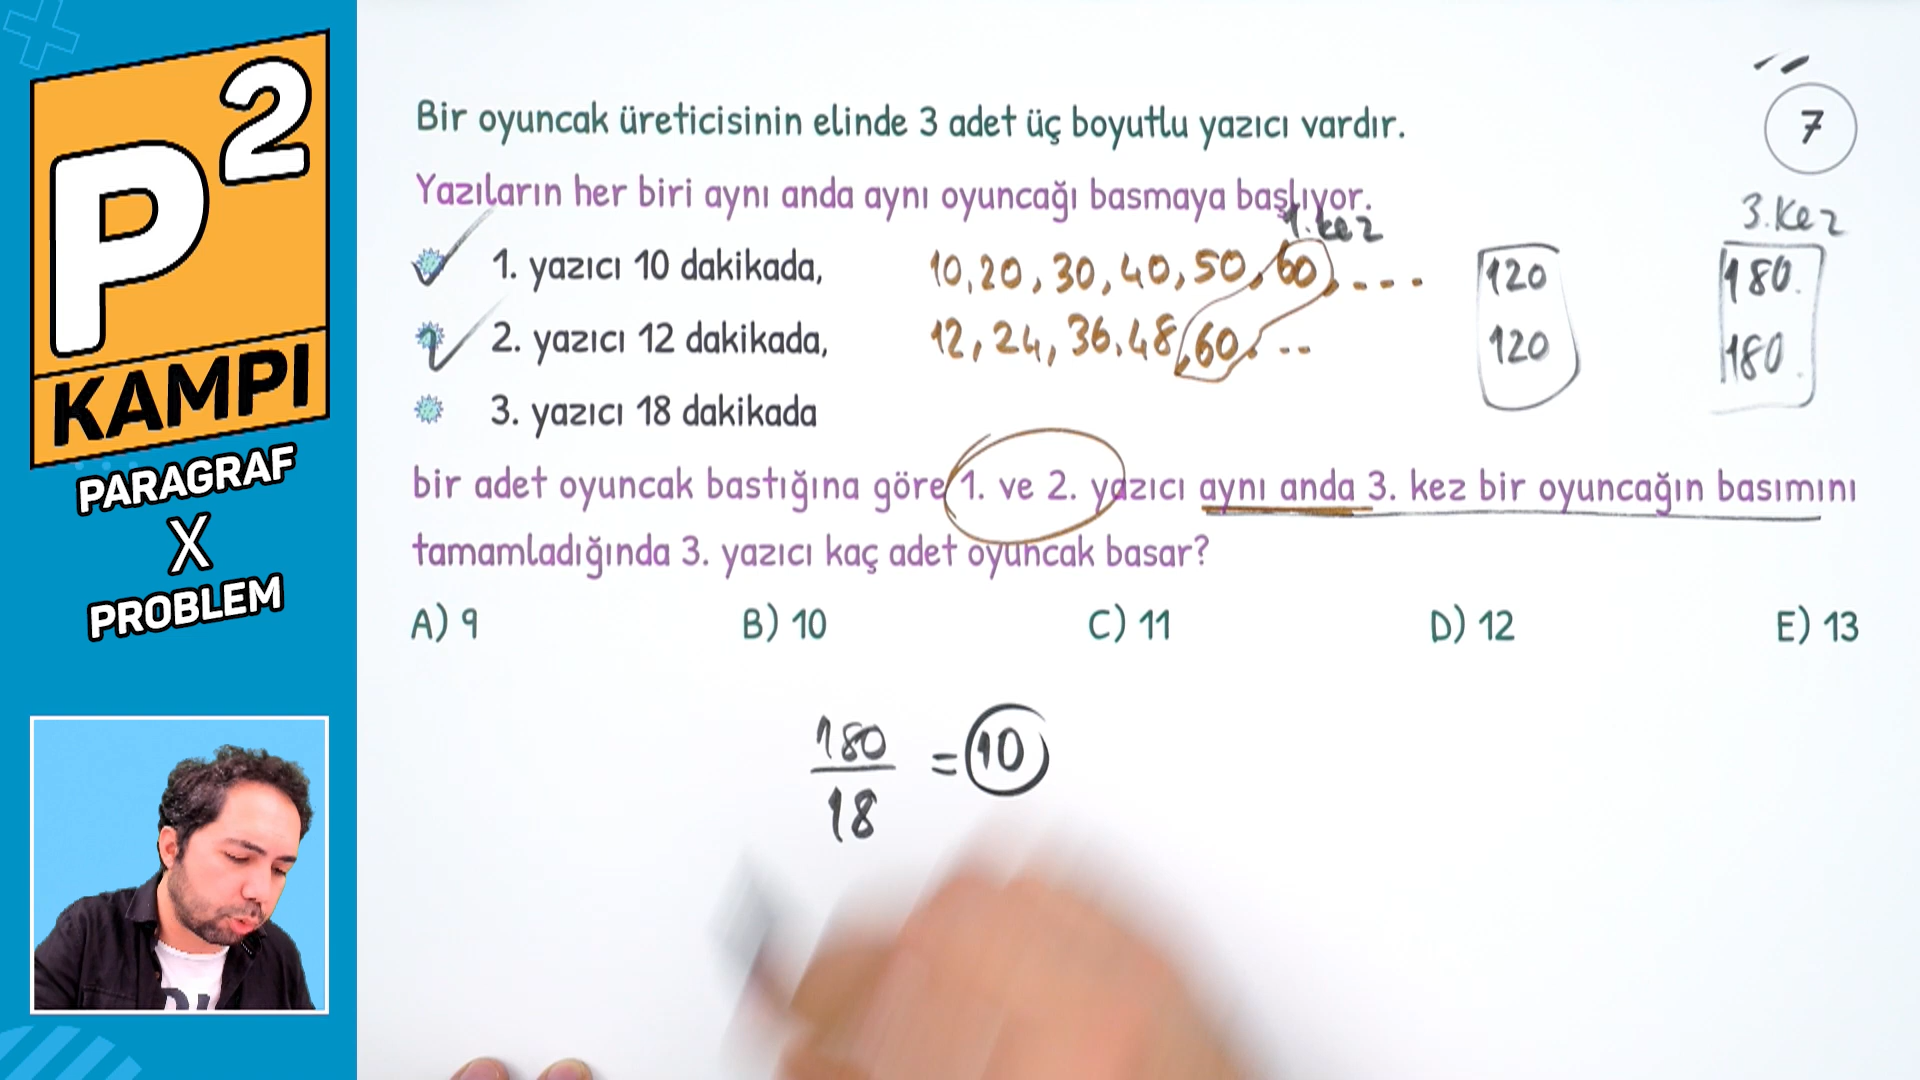 P²
KAMPI
PARAGRAF
X
PROBLEM
7
Bir oyuncak üreticisinin elinde 3 adet üç boyutlu yazıcı vardır.
Yazıların her biri aynı anda aynı oyuncağı basmaya başlıyor.
1.kez
3.kez
1. yazıcı 10 dakikada,
10,20,30,40,50,60,....
120
180.
2. yazıcı 12 dakikada,
12,24,36.48,60...
120
180.
3. yazıcı 18 dakikada
bir adet oyuncak bastığına göre 1. ve 2. yazıcı aynı anda 3. kez bir oyuncağın basımını
tamamladığında 3. yazıcı kaç adet oyuncak basar?
A) 9 B) 10 C) 11 D) 12 E) 13
180
18
=10